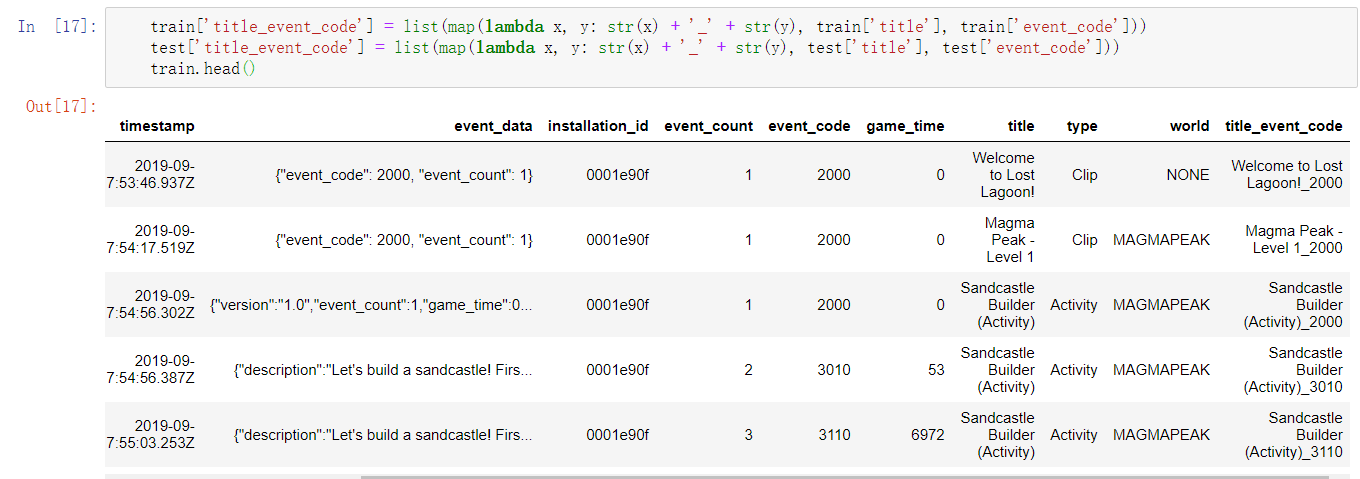 In [17]: train['title_event_code'] = list(map(lambda x, y: str(x) + '_' + str(y), train['title'], train['event_code']))
test['title_event_code'] = list(map(lambda x, y: str(x) + '_' + str(y), test['title'], test['event_code']))
train.head()
Out[17]:
timestamp event_data installation_id event_count event_code game_time title type world title_event_code
2019-09-
7:53:46.937Z {"event_code": 2000, "event_count": 1} 0001e90f 1 2000 0 Welcome
to Lost
Lagoon! Clip NONE Welcome to Lost
Lagoon!_2000
2019-09-
7:54:17.519Z {"event_code": 2000, "event_count": 1} 0001e90f 1 2000 0 Magma
Peak -
Level 1 Clip MAGMAPEAK Magma Peak -
Level 1_2000
2019-09-
7:54:56.302Z {"version":"1.0","event_count":1,"game_time":0... 0001e90f 1 2000 0 Sandcastle
Builder
(Activity) Activity MAGMAPEAK Sandcastle
Builder
(Activity)_2000
2019-09-
7:54:56.387Z {"description":"Let's build a sandcastle! Firs... 0001e90f 2 3010 53 Sandcastle
Builder
(Activity) Activity MAGMAPEAK Sandcastle
Builder
(Activity)_3010
2019-09-
7:55:03.253Z {"description":"Let's build a sandcastle! Firs... 0001e90f 3 3110 6972 Sandcastle
Builder
(Activity) Activity MAGMAPEAK Sandcastle
Builder
(Activity)_3110